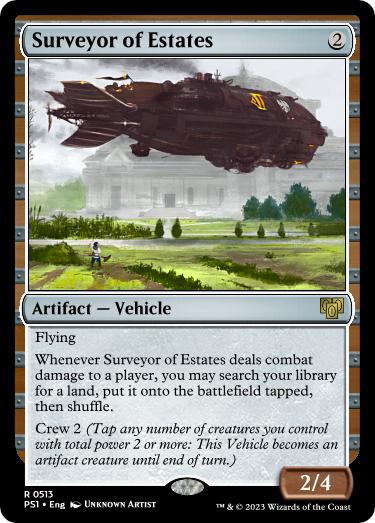 Surveyor of Estates 2
Artifact — Vehicle
Flying
Whenever Surveyor of Estates deals combat
damage to a player, you may search your library
for a land, put it onto the battlefield tapped,
then shuffle.
Crew 2 (Tap any number of creatures you control
with total power 2 or more: This Vehicle becomes an
artifact creature until end of turn.)
2/4
R 0513
PS1 • Eng Unknown Artist
™ & © 2023 Wizards of the Coast